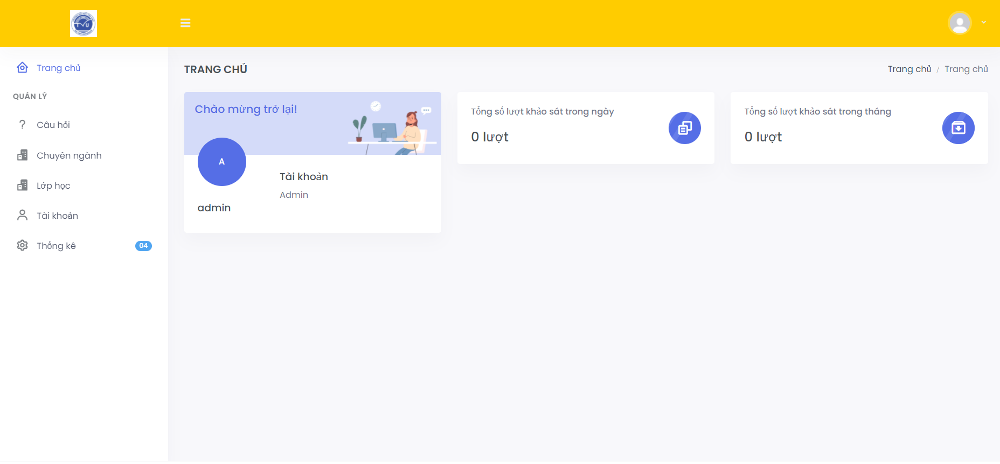 TVU
Trang chủ
QUẢN LÝ
Câu hỏi
Chuyên ngành
Lớp học
Tài khoản
Thống kê 04
TRANG CHỦ
Trang chủ / Trang chủ
Chào mừng trở lại!
A
admin
Tài khoản
Admin
Tổng số lượt khảo sát trong ngày
0 lượt
Tổng số lượt khảo sát trong tháng
0 lượt